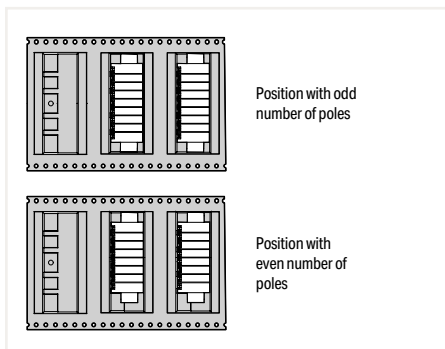 Position with odd
number of poles
Position with
even number of
poles